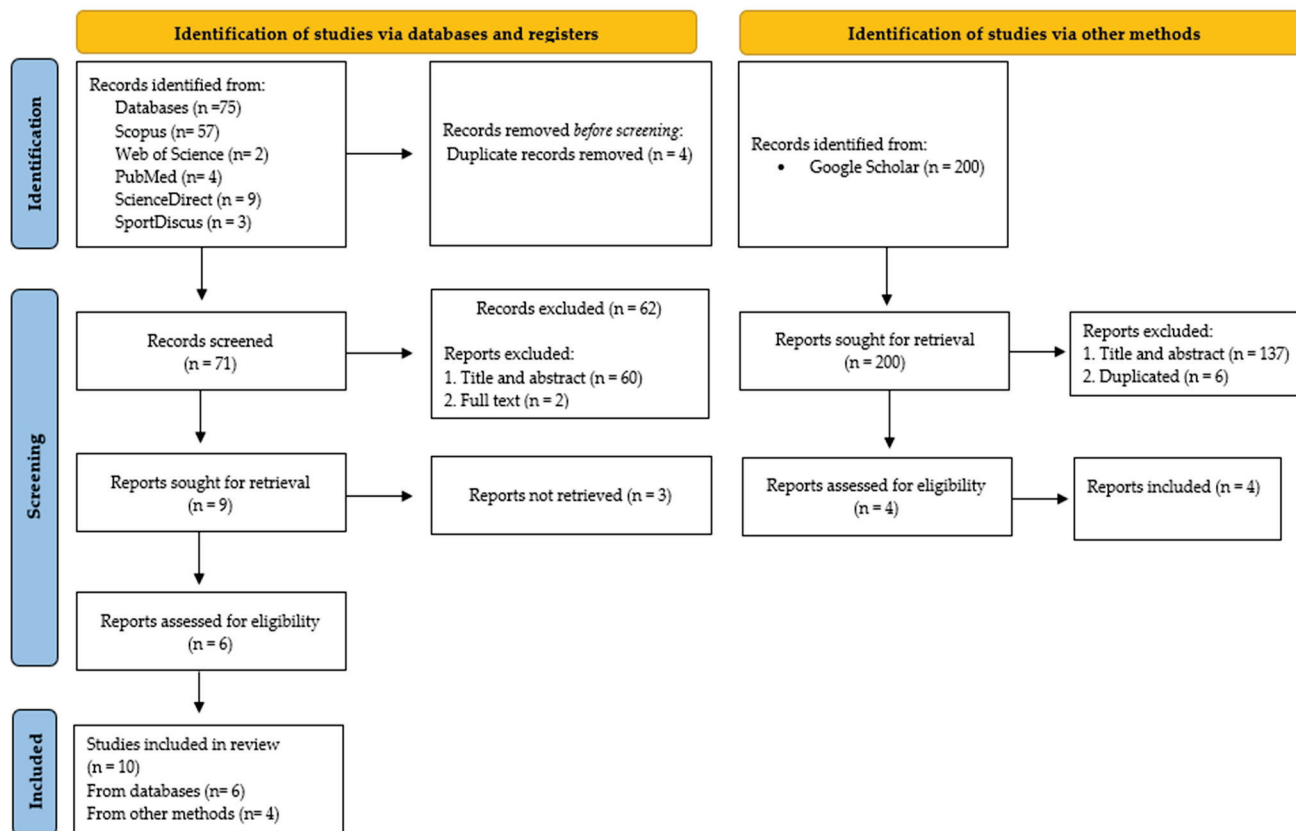 Identification of studies via databases and registers
Identification of studies via other methods
Identification
Records identified from:
Databases (n =75)
Scopus (n= 57)
Web of Science (n= 2)
PubMed (n= 4)
ScienceDirect (n = 9)
SportDiscus (n = 3)
Records removed before screening:
Duplicate records removed (n = 4)
Records identified from:
• Google Scholar (n = 200)
Screening
Records screened
(n = 71)
Records excluded (n = 62)
Reports excluded:
1. Title and abstract (n = 60)
2. Full text (n = 2)
Reports sought for retrieval
(n = 200)
Reports excluded:
1. Title and abstract (n = 137)
2. Duplicated (n = 6)
Reports sought for retrieval
(n = 9)
Reports not retrieved (n = 3)
Reports assessed for eligibility
(n = 4)
Reports included (n = 4)
Reports assessed for eligibility
(n = 6)
Included
Studies included in review
(n = 10)
From databases (n= 6)
From other methods (n= 4)